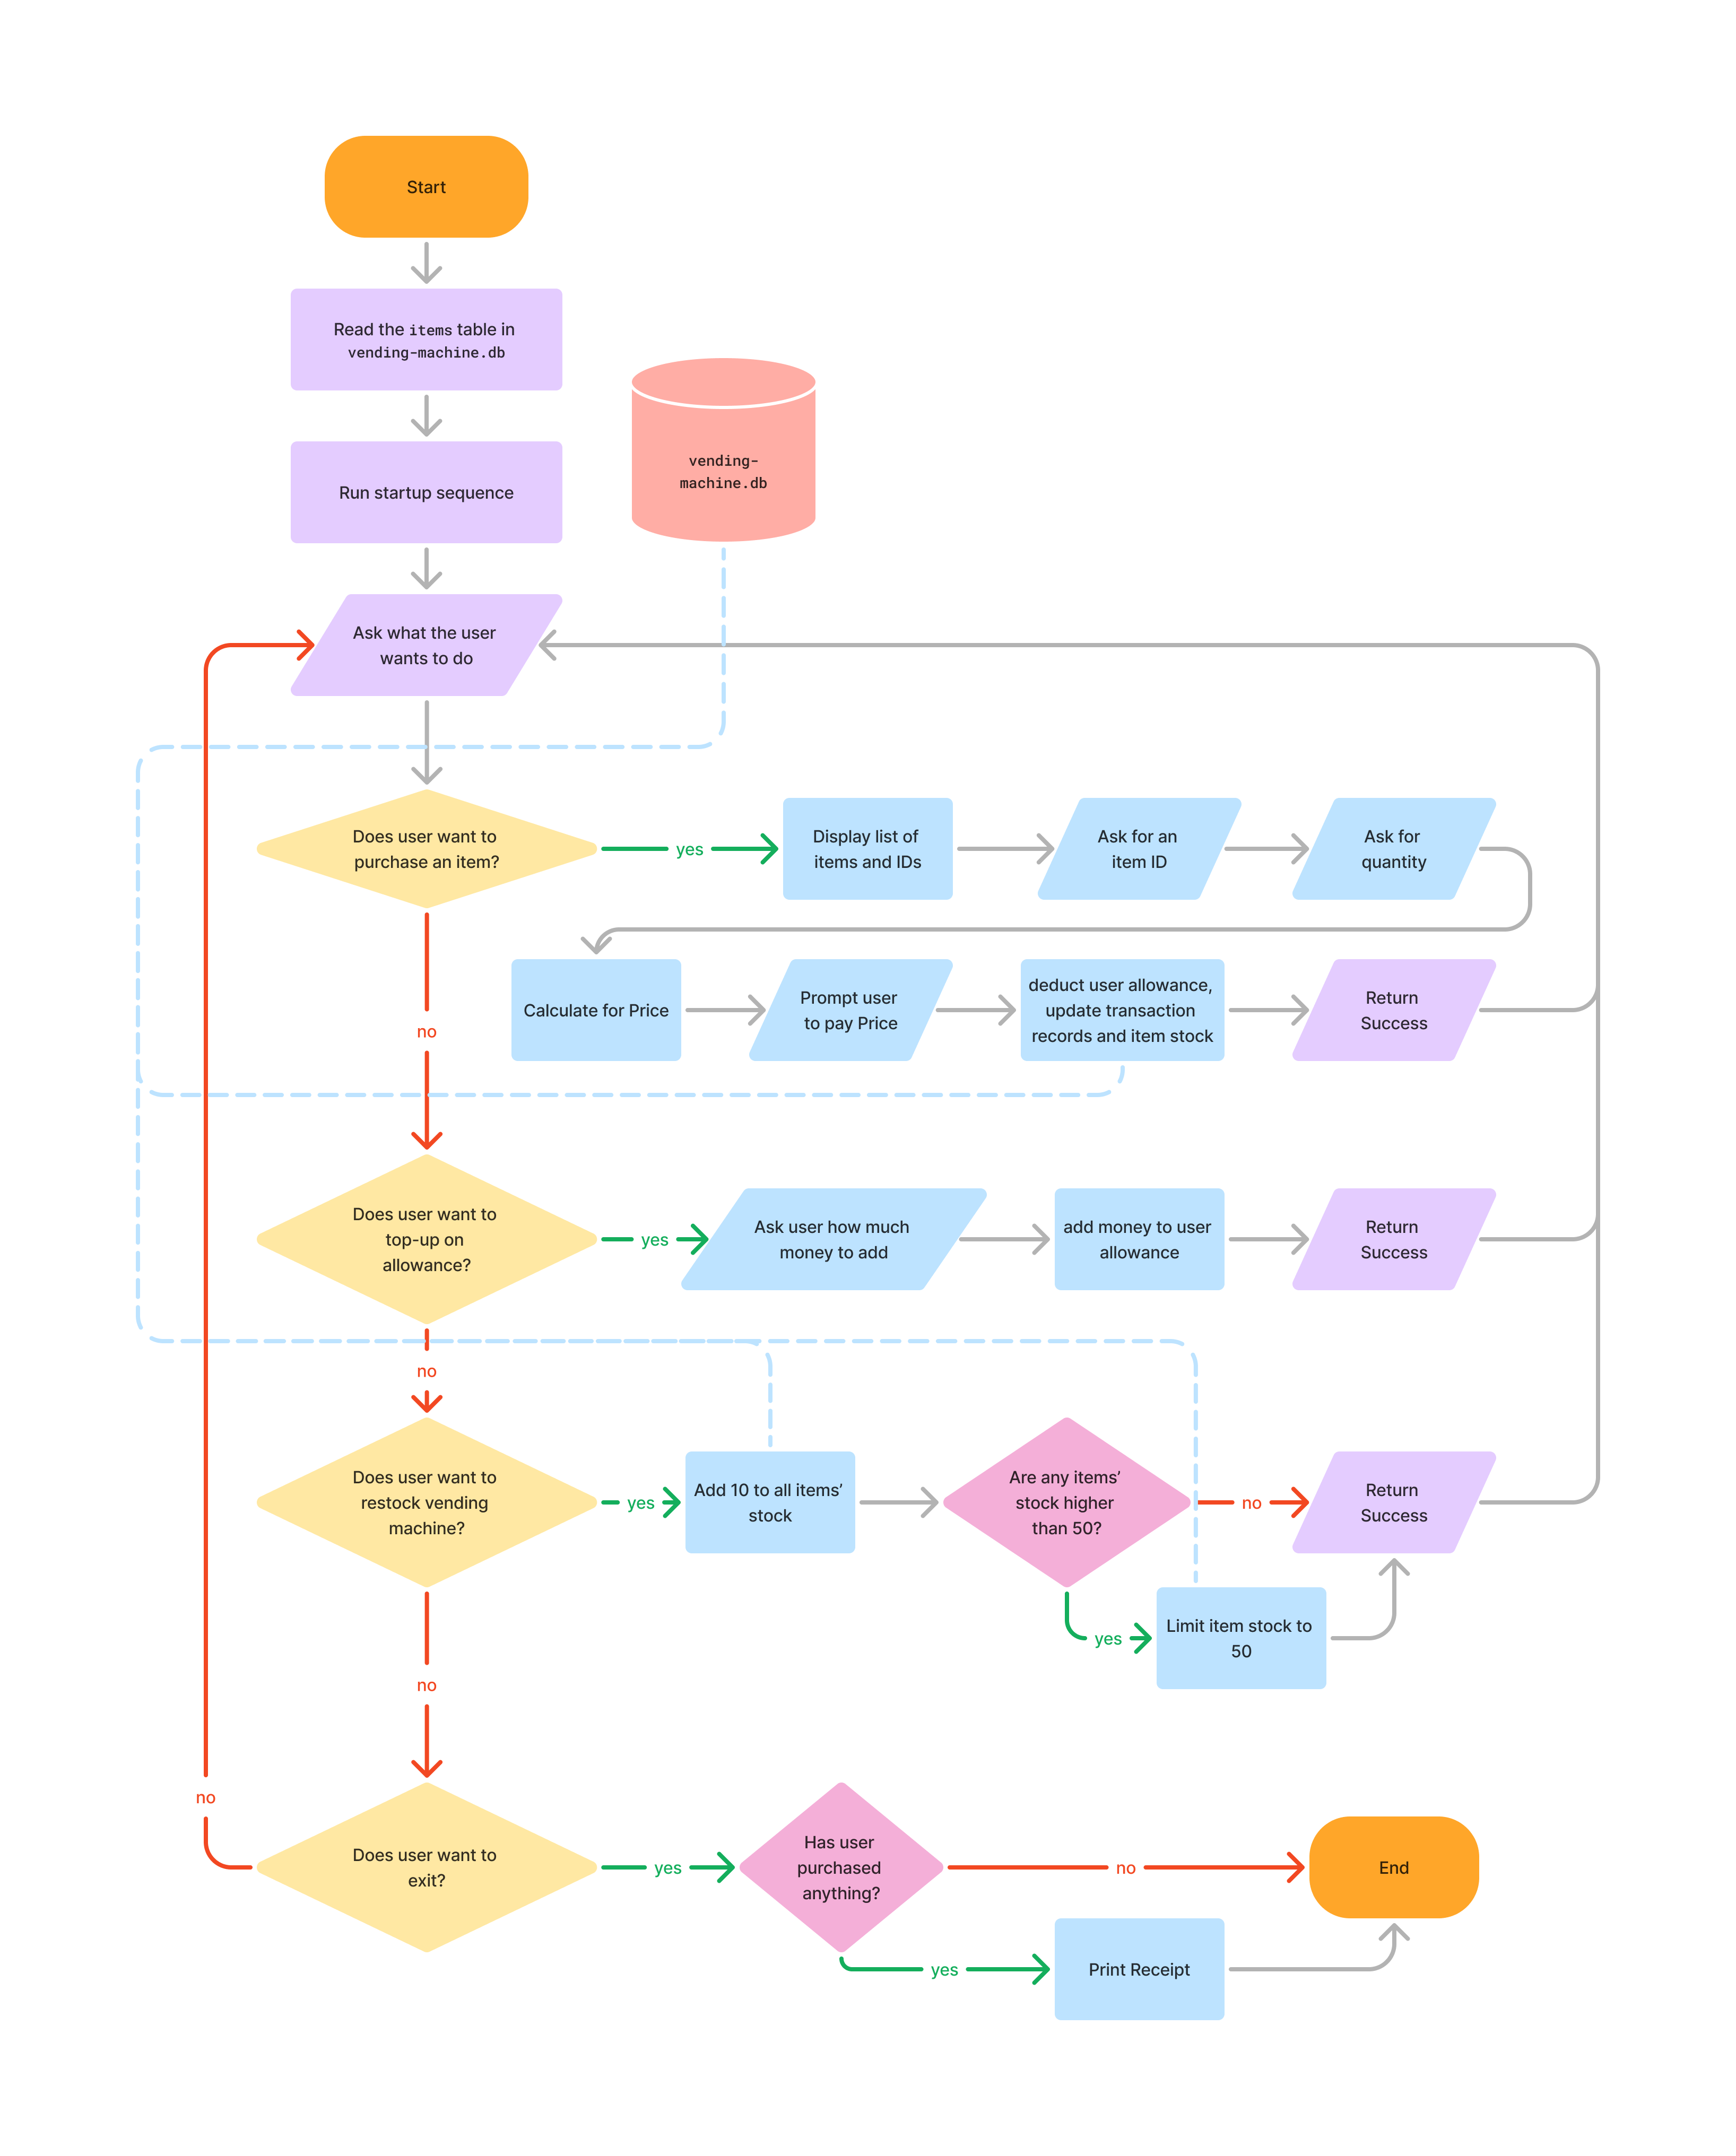 Start
Read the items table in
vending-machine.db
vending-
machine.db
Run startup sequence
Ask what the user
wants to do
Does user want to
purchase an item?
yes
Display list of
items and IDs
Ask for an
item ID
Ask for
quantity
Calculate for Price
Prompt user
to pay Price
deduct user allowance,
update transaction
records and item stock
Return
Success
no
Does user want to
top-up on
allowance?
yes
Ask user how much
money to add
add money to user
allowance
Return
Success
no
Does user want to
restock vending
machine?
yes
Add 10 to all items’
stock
Are any items’
stock higher
than 50?
no
Return
Success
yes
Limit item stock to
50
no
no
Does user want to
exit?
yes
Has user
purchased
anything?
no
End
yes
Print Receipt